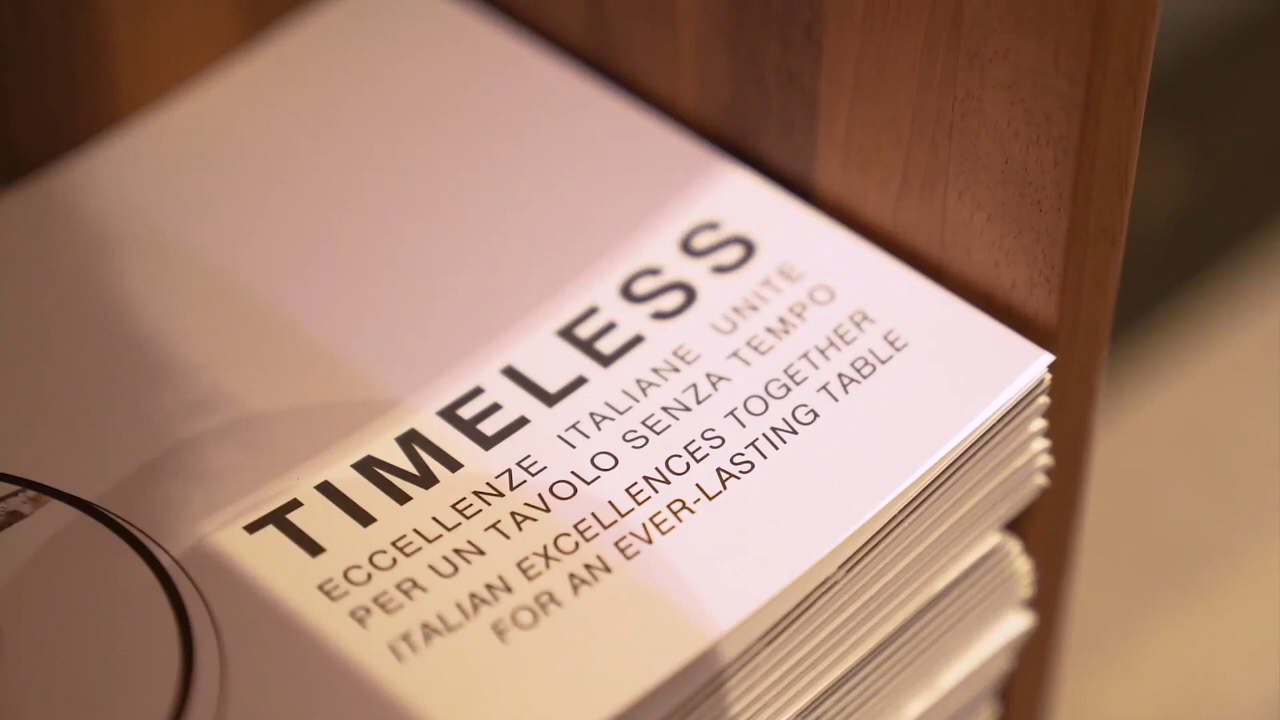 TIMELESS
ECCELLENZE ITALIANE UNITE
PER UN TAVOLO SENZA TEMPO
ITALIAN EXCELLENCES TOGETHER
FOR AN EVER-LASTING TABLE